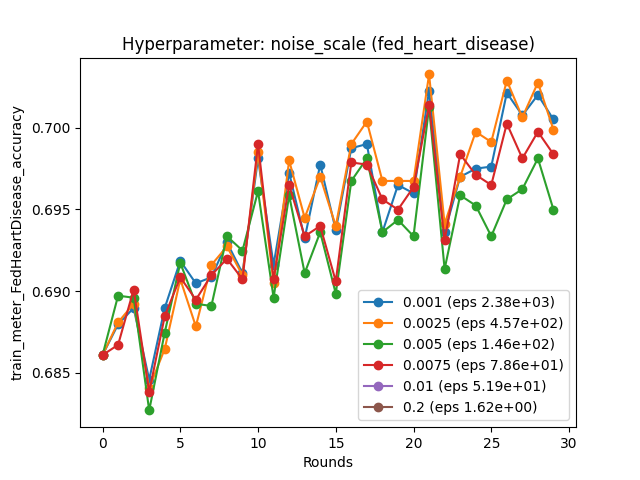 Hyperparameter: noise_scale (fed_heart_disease)
train_meter_FedHeartDisease_accuracy
0.700
0.695
0.690
0.685
0.001 (eps 2.38e+03)
0.0025 (eps 4.57e+02)
0.005 (eps 1.46e+02)
0.0075 (eps 7.86e+01)
0.01 (eps 5.19e+01)
0.2 (eps 1.62e+00)
0 5 10 15 20 25 30
Rounds